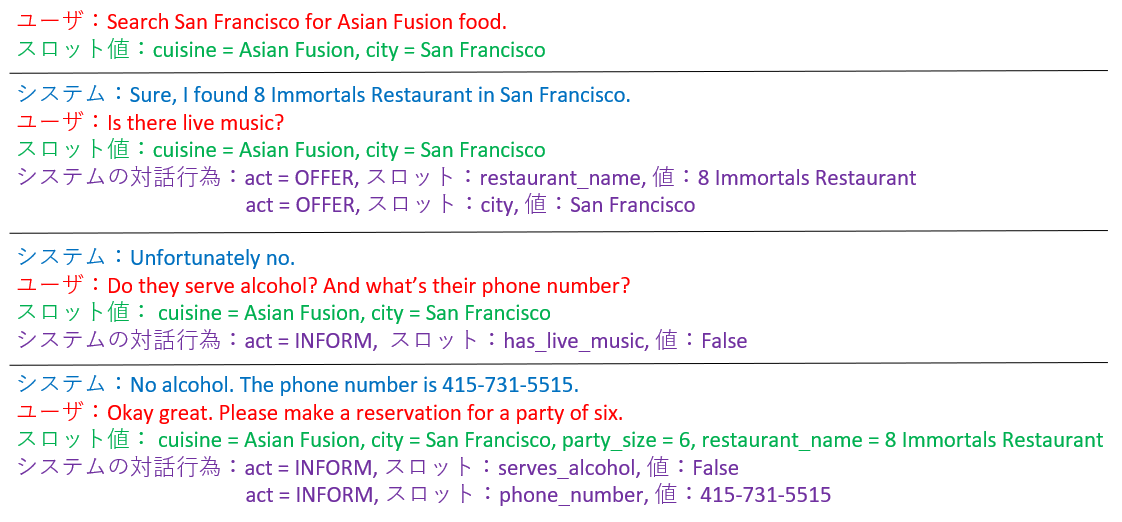 ユーザ：Search San Francisco for Asian Fusion food.
スロット値：cuisine = Asian Fusion, city = San Francisco
システム：Sure, I found 8 Immortals Restaurant in San Francisco.
ユーザ：Is there live music?
スロット値：cuisine = Asian Fusion, city = San Francisco
システムの対話行為：act = OFFER, スロット：restaurant_name, 値：8 Immortals Restaurant
act = OFFER, スロット：city, 値：San Francisco
システム：Unfortunately no.
ユーザ：Do they serve alcohol? And what’s their phone number?
スロット値： cuisine = Asian Fusion, city = San Francisco
システムの対話行為：act = INFORM, スロット：has_live_music, 値：False
システム：No alcohol. The phone number is 415-731-5515.
ユーザ：Okay great. Please make a reservation for a party of six.
スロット値： cuisine = Asian Fusion, city = San Francisco, party_size = 6, restaurant_name = 8 Immortals Restaurant
システムの対話行為：act = INFORM, スロット：serves_alcohol, 値：False
act = INFORM, スロット：phone_number, 値：415-731-5515